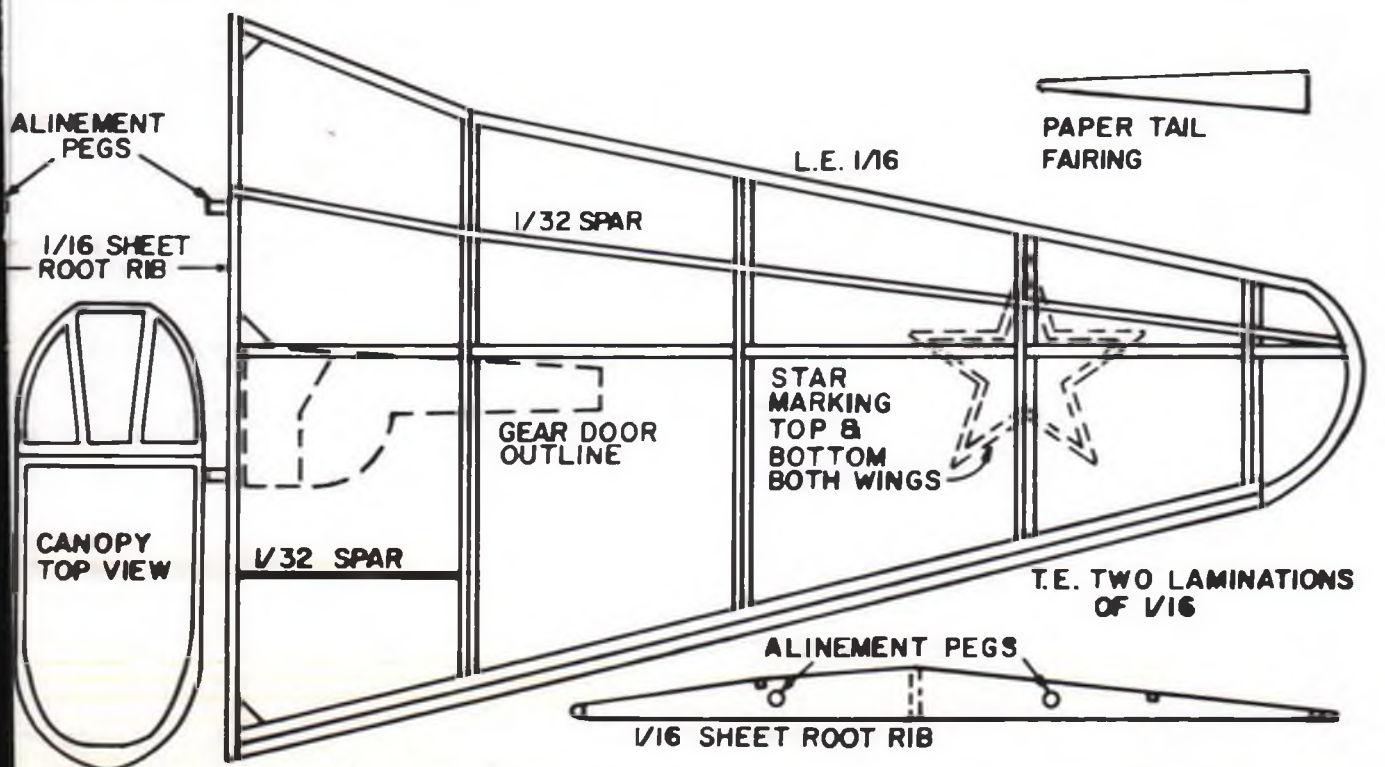 ALINEMENT
PEGS
1/16 SHEET
ROOT RIB
CANOPY
TOP VIEW
1/32 SPAR
L.E. 1/16
PAPER TAIL
FAIRING
GEAR DOOR
OUTLINE
STAR
MARKING
TOP &
BOTTOM
BOTH WINGS
1/32 SPAR
T.E. TWO LAMINATIONS
OF 1/16
ALINEMENT PEGS
1/16 SHEET ROOT RIB